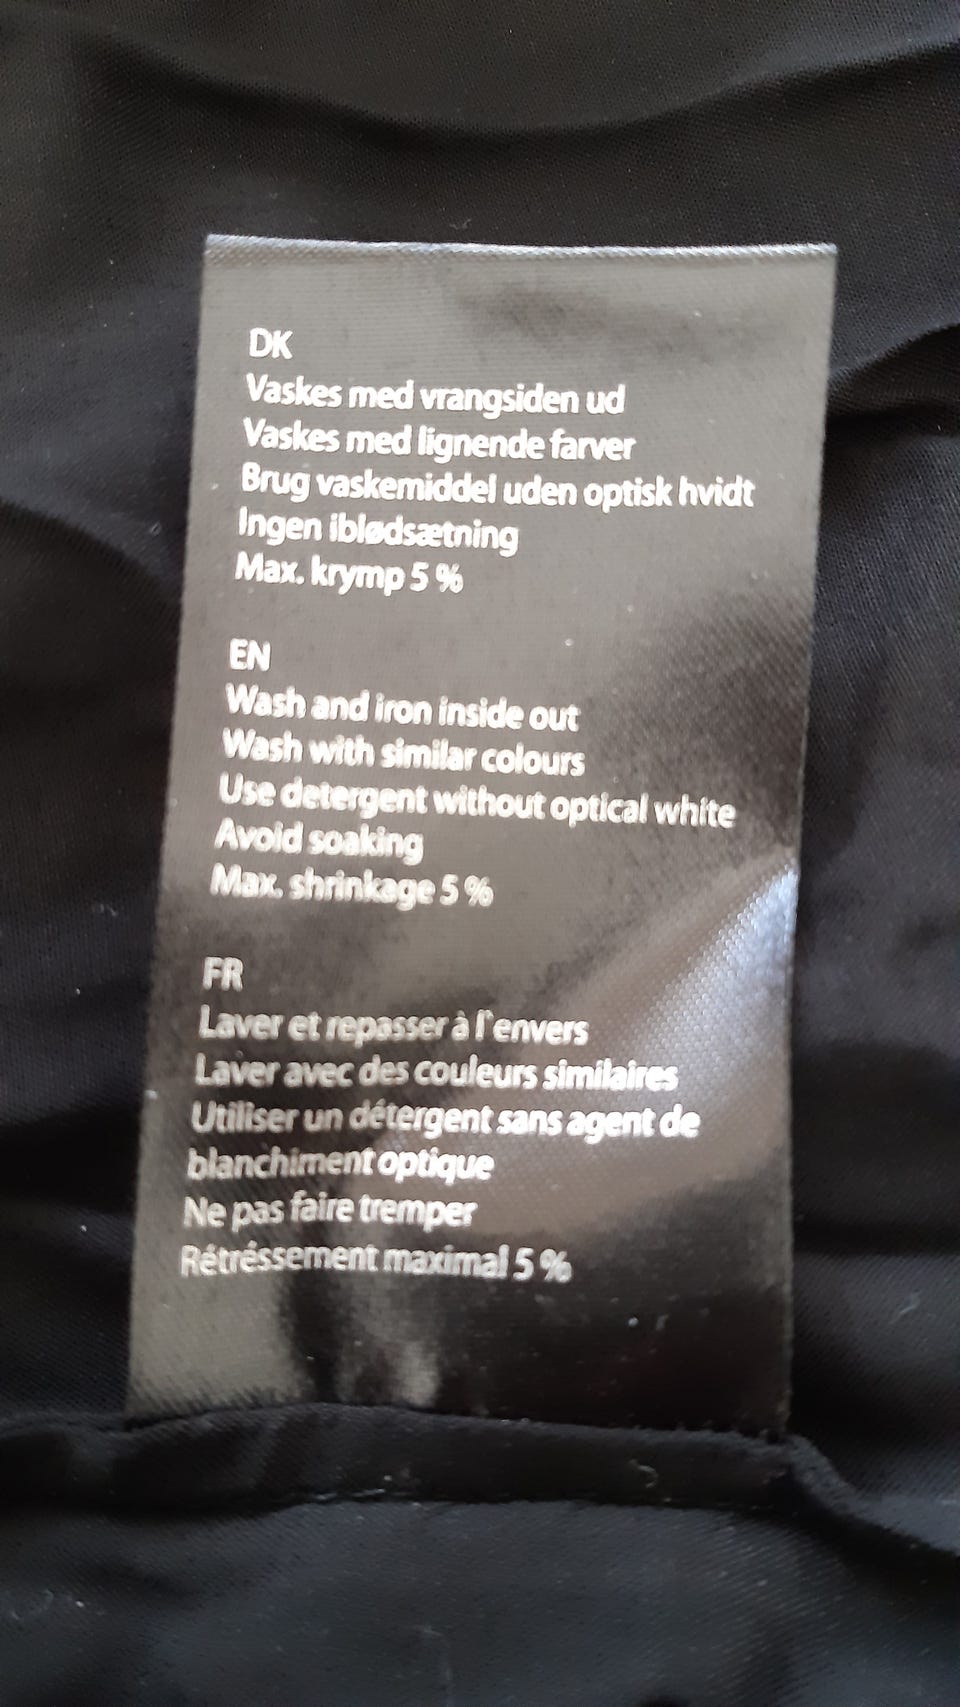 DK
Vaskes med vrangsiden ud
Vaskes med lignende farver
Brug vaskemiddel uden optisk hvidt
Ingen iblødsætning
Max. krymp 5 %
EN
Wash and iron inside out
Wash with similar colours
Use detergent without optical white
Avoid soaking
Max. shrinkage 5 %
FR
Laver et repasser à l'envers
Laver avec des couleurs similaires
Utiliser un détergent sans agent de
blanchiment optique
Ne pas faire tremper
Rétréssement maximal 5 %